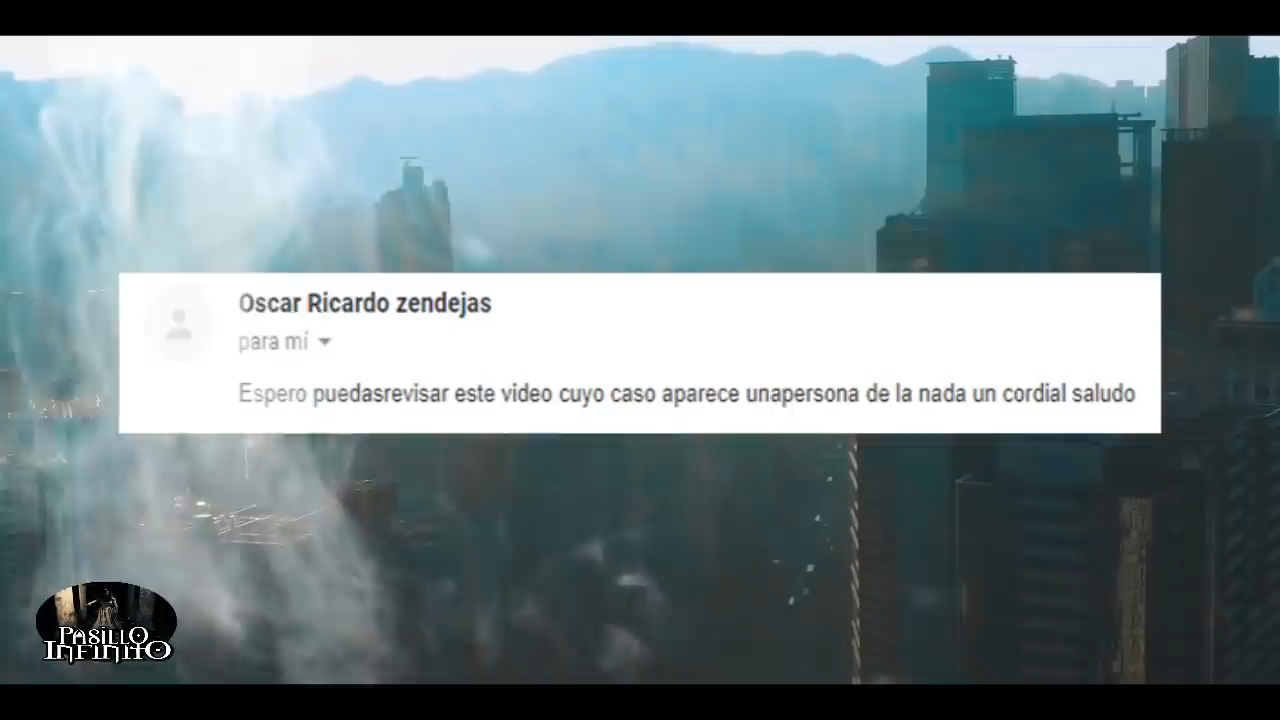 Oscar Ricardo zendejas
para mí
Espero puedasrevisar este video cuyo caso aparece unapersona de la nada un cordial saludo
PASILLO
INFINITO